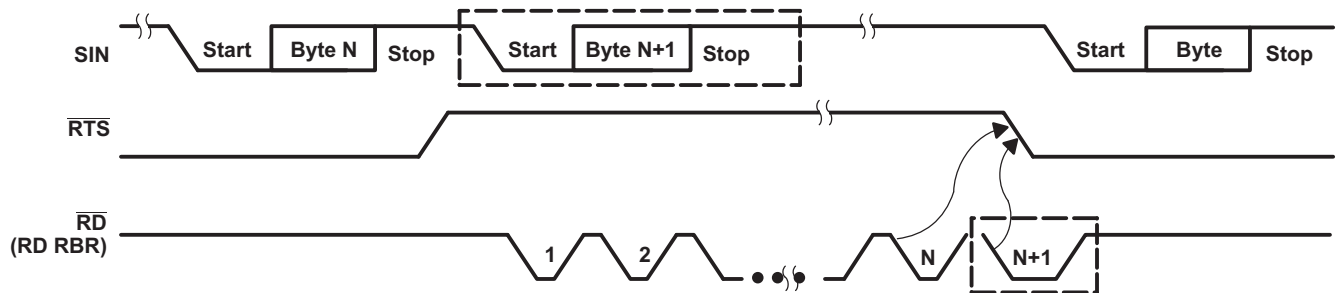 SIN Start Byte N Stop Start Byte N+1 Stop Start Byte Stop
RTS
RD
(RD RBR) 1 2 N N+1